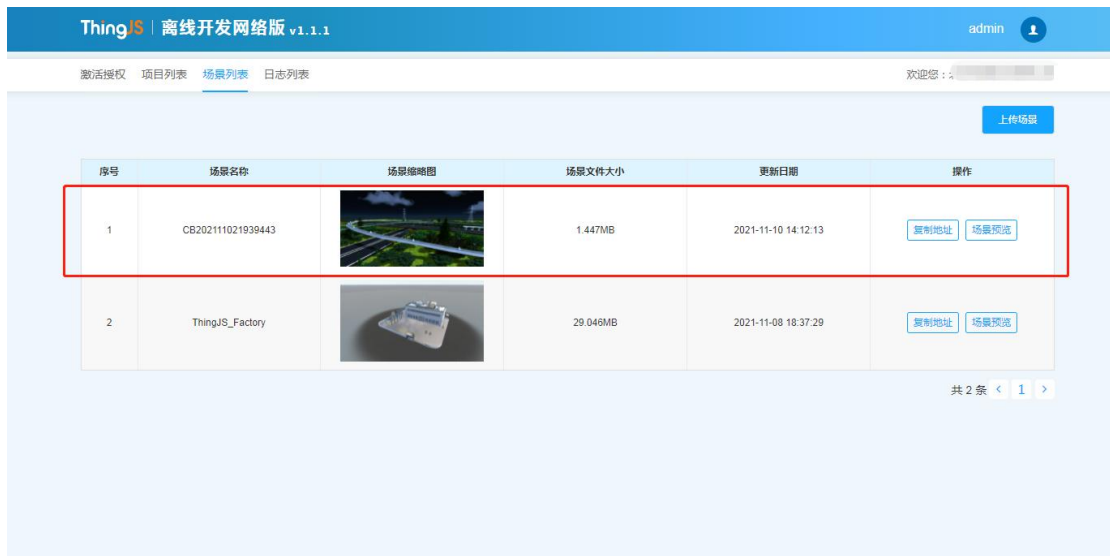 ThingJS | 离线开发网络版 v1.1.1
admin
激活授权 项目列表 场景列表 日志列表
欢迎您：
上传场景
序号 场景名称 场景缩略图 场景文件大小 更新日期 操作
1 CB202111021939443 1.447MB 2021-11-10 14:12:13 复制地址 场景预览
2 ThingJS_Factory 29.046MB 2021-11-08 18:37:29 复制地址 场景预览
共 2 条 < 1 >